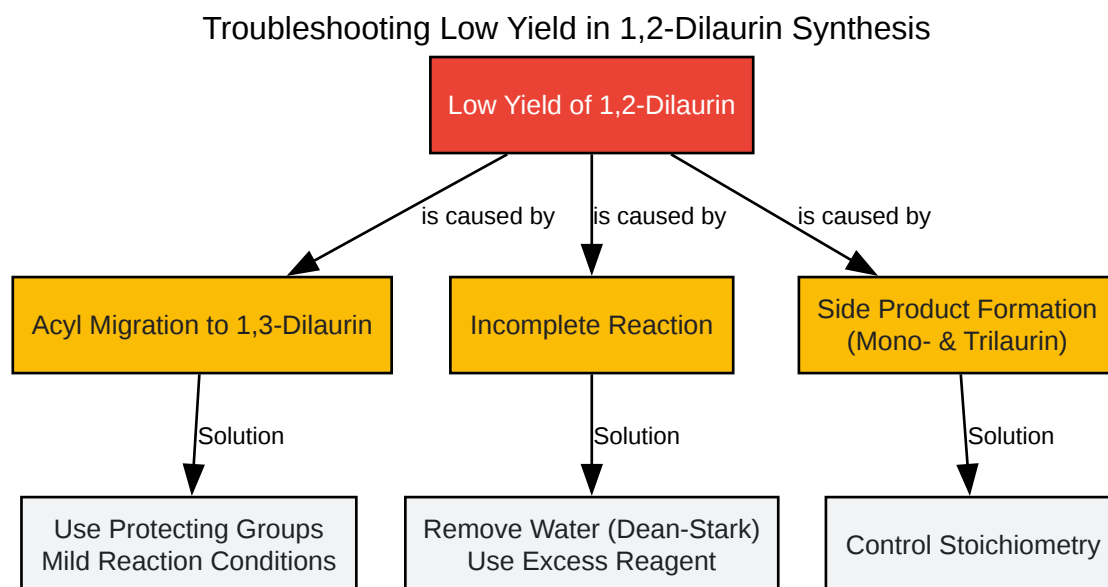 Troubleshooting Low Yield in 1,2-Dilaurin Synthesis
Low Yield of 1,2-Dilaurin
is caused by
is caused by
is caused by
Acyl Migration to 1,3-Dilaurin
Incomplete Reaction
Side Product Formation
(Mono- & Trilaurin)
Solution
Solution
Solution
Use Protecting Groups
Mild Reaction Conditions
Remove Water (Dean-Stark)
Use Excess Reagent
Control Stoichiometry